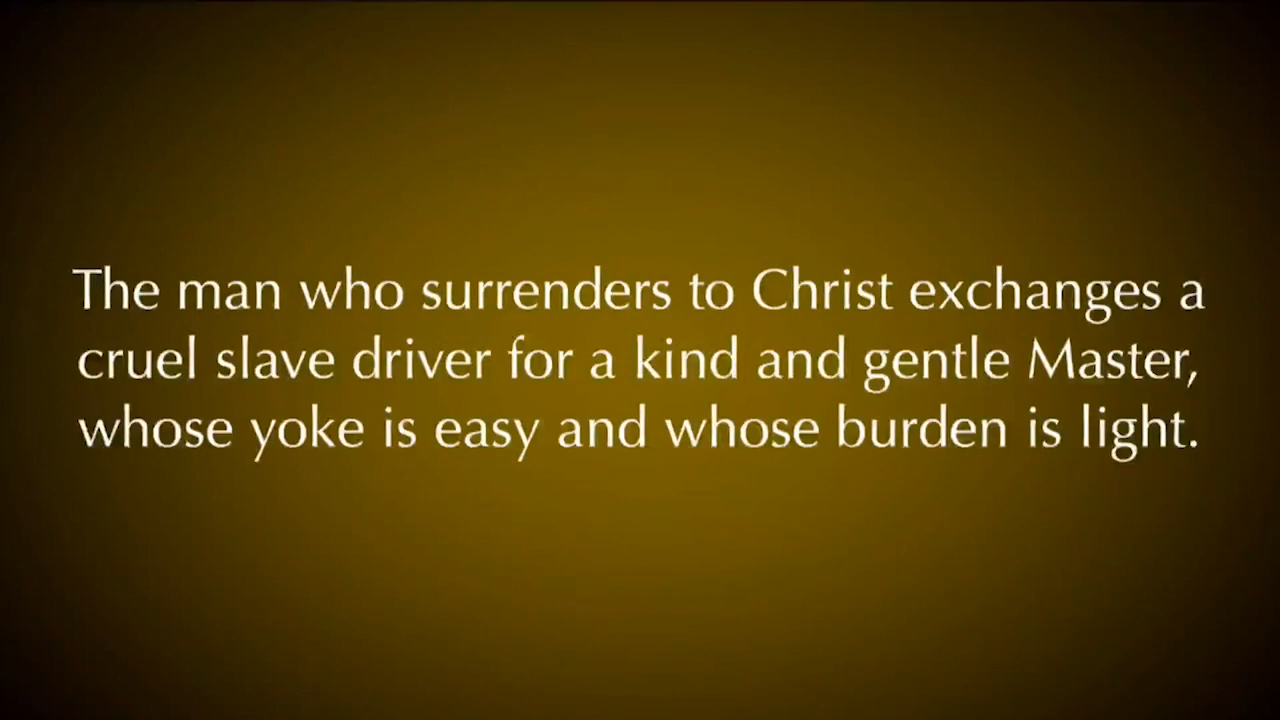 The man who surrenders to Christ exchanges a
cruel slave driver for a kind and gentle Master,
whose yoke is easy and whose burden is light.